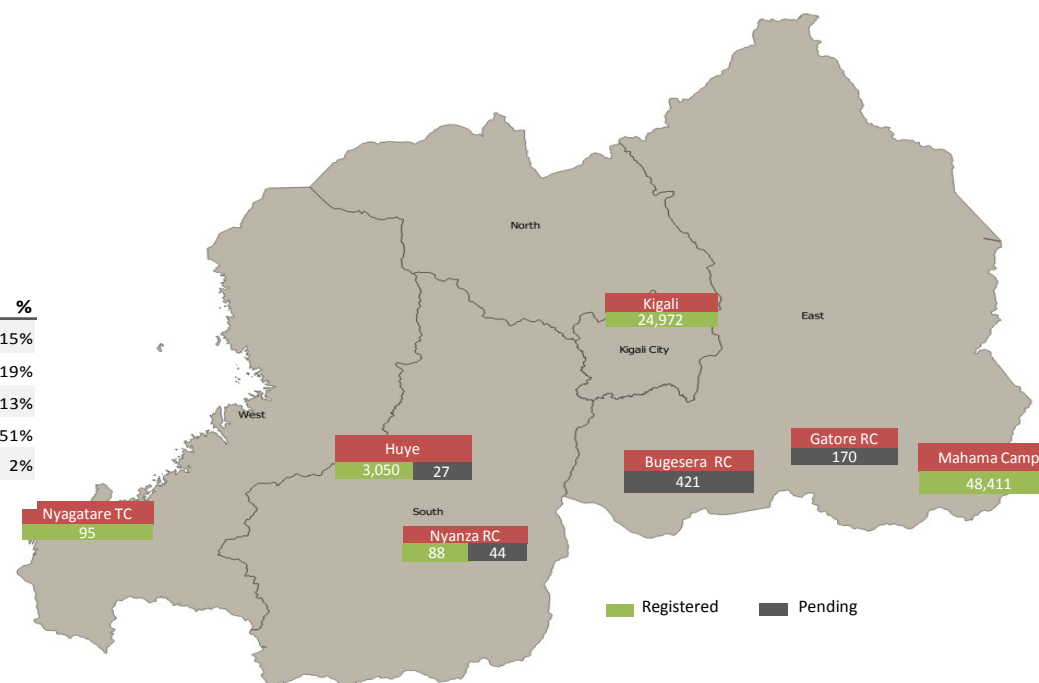 %
15%
19%
13%
51%
2%
North
Kigali
24,972
East
Kigali City
West
Huye
3,050 27
Bugesera RC
421
Gatore RC
170
Mahama Camp
48,411
Nyagatare TC
95
South
Nyanza RC
88 44
Registered Pending